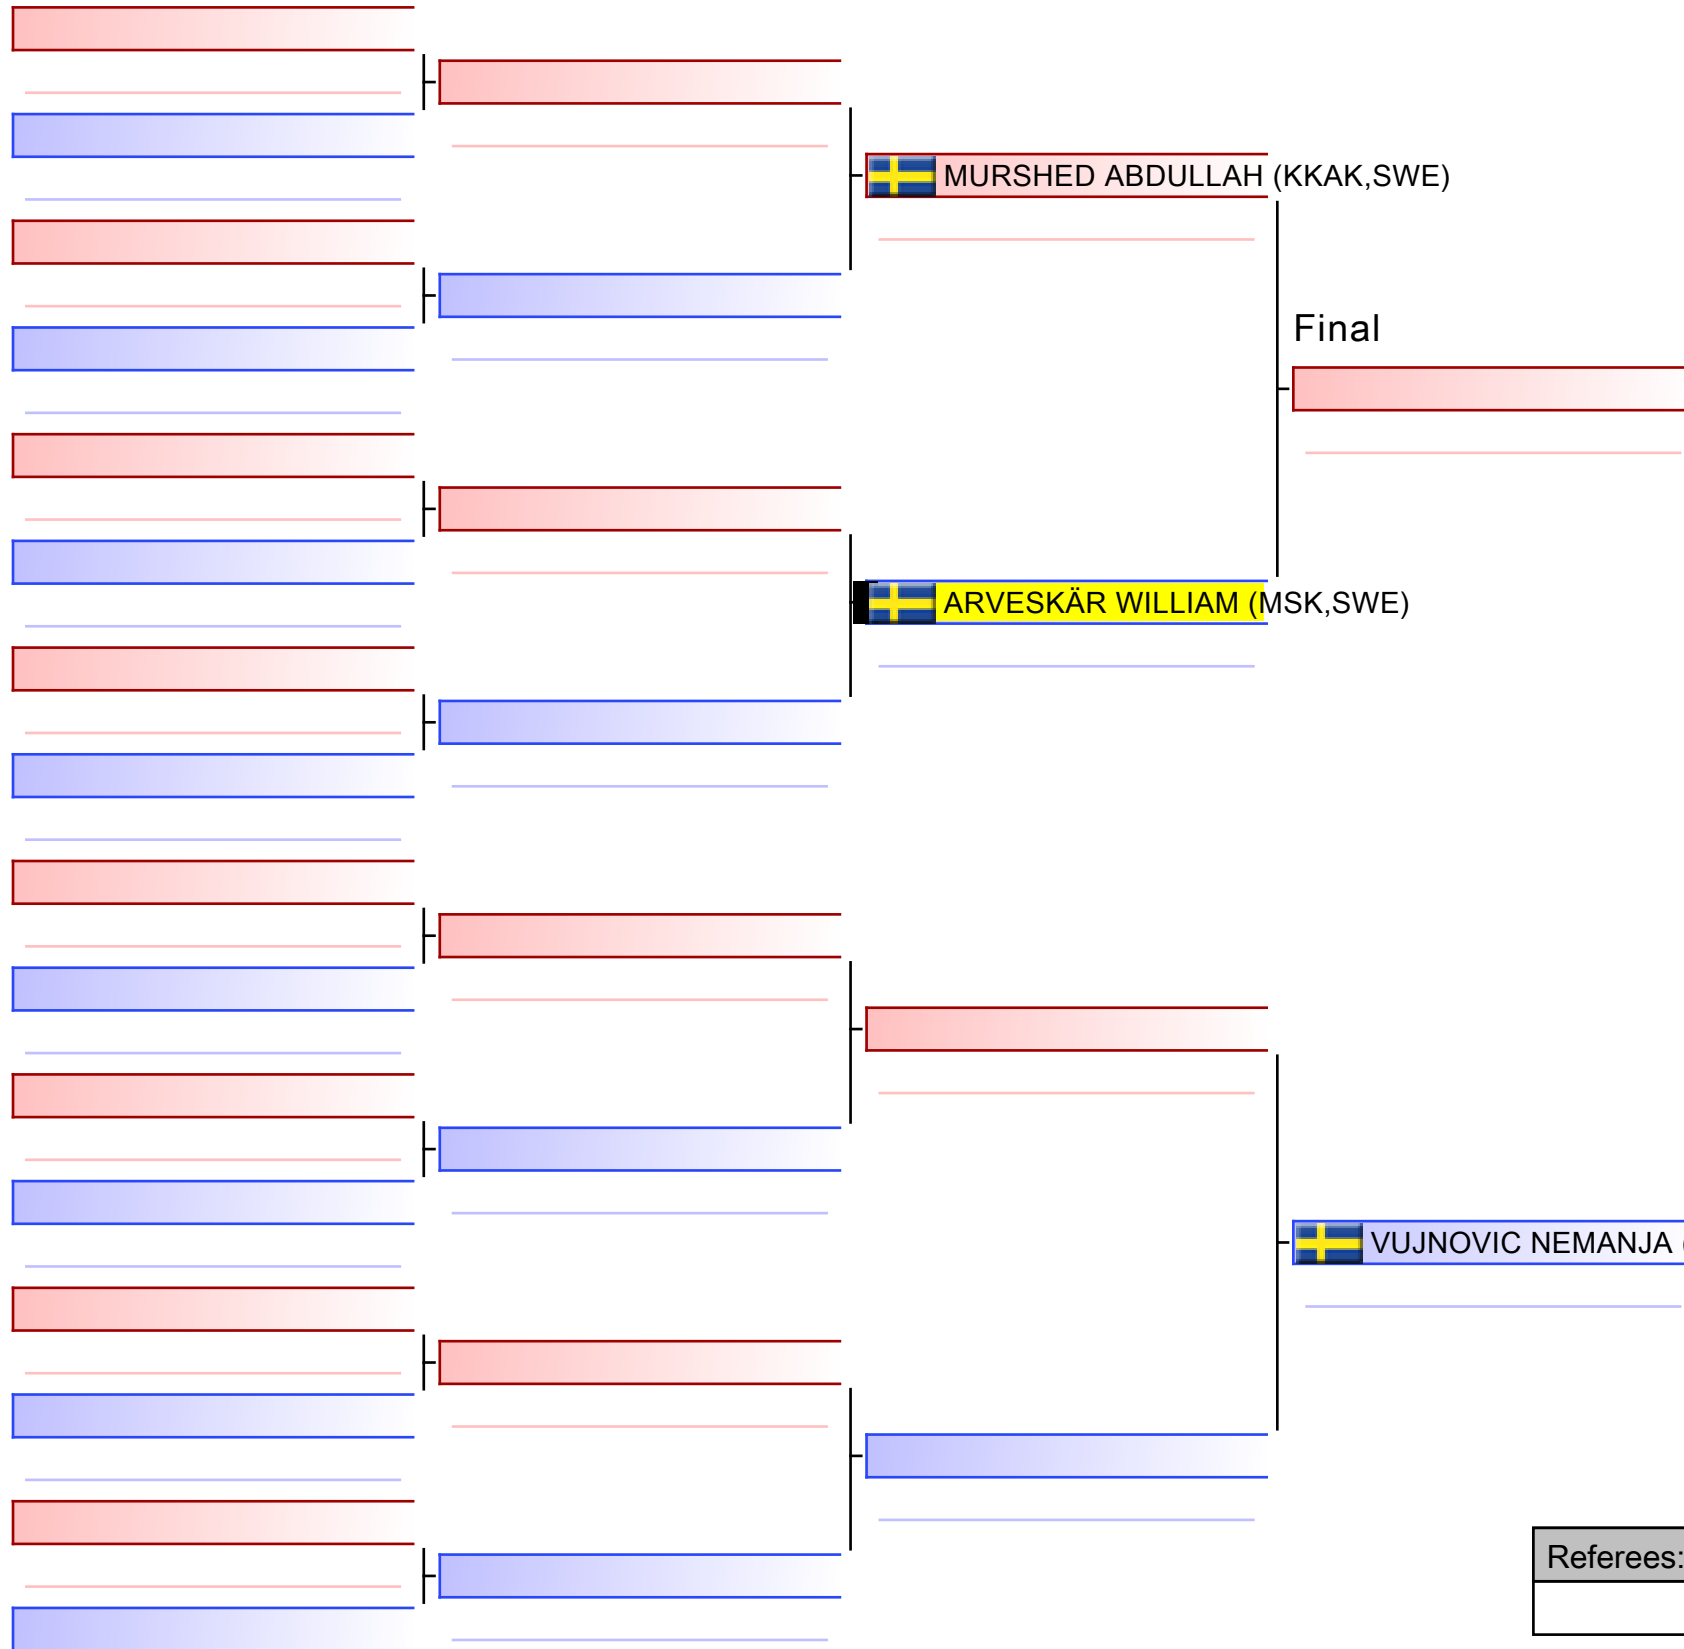 MURSHED ABDULLAH (KKAK,SWE)
Final
ARVESKÄR WILLIAM (MSK,SWE)
VUJNOVIC NEMANJA (
Referees: